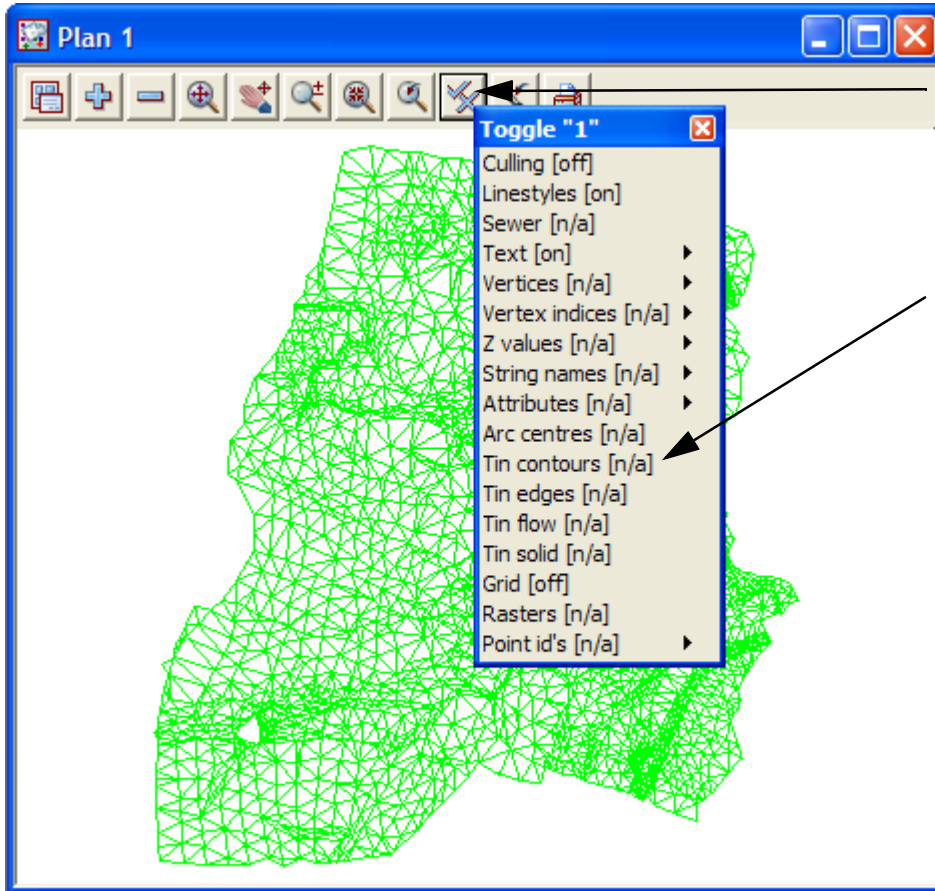 Plan 1
Toggle "1"
Culling [off]
Linestyles [on]
Sewer [n/a]
Text [on]
Vertices [n/a]
Vertex indices [n/a]
Z values [n/a]
String names [n/a]
Attributes [n/a]
Arc centres [n/a]
Tin contours [n/a]
Tin edges [n/a]
Tin flow [n/a]
Tin solid [n/a]
Grid [off]
Rasters [n/a]
Point id's [n/a]